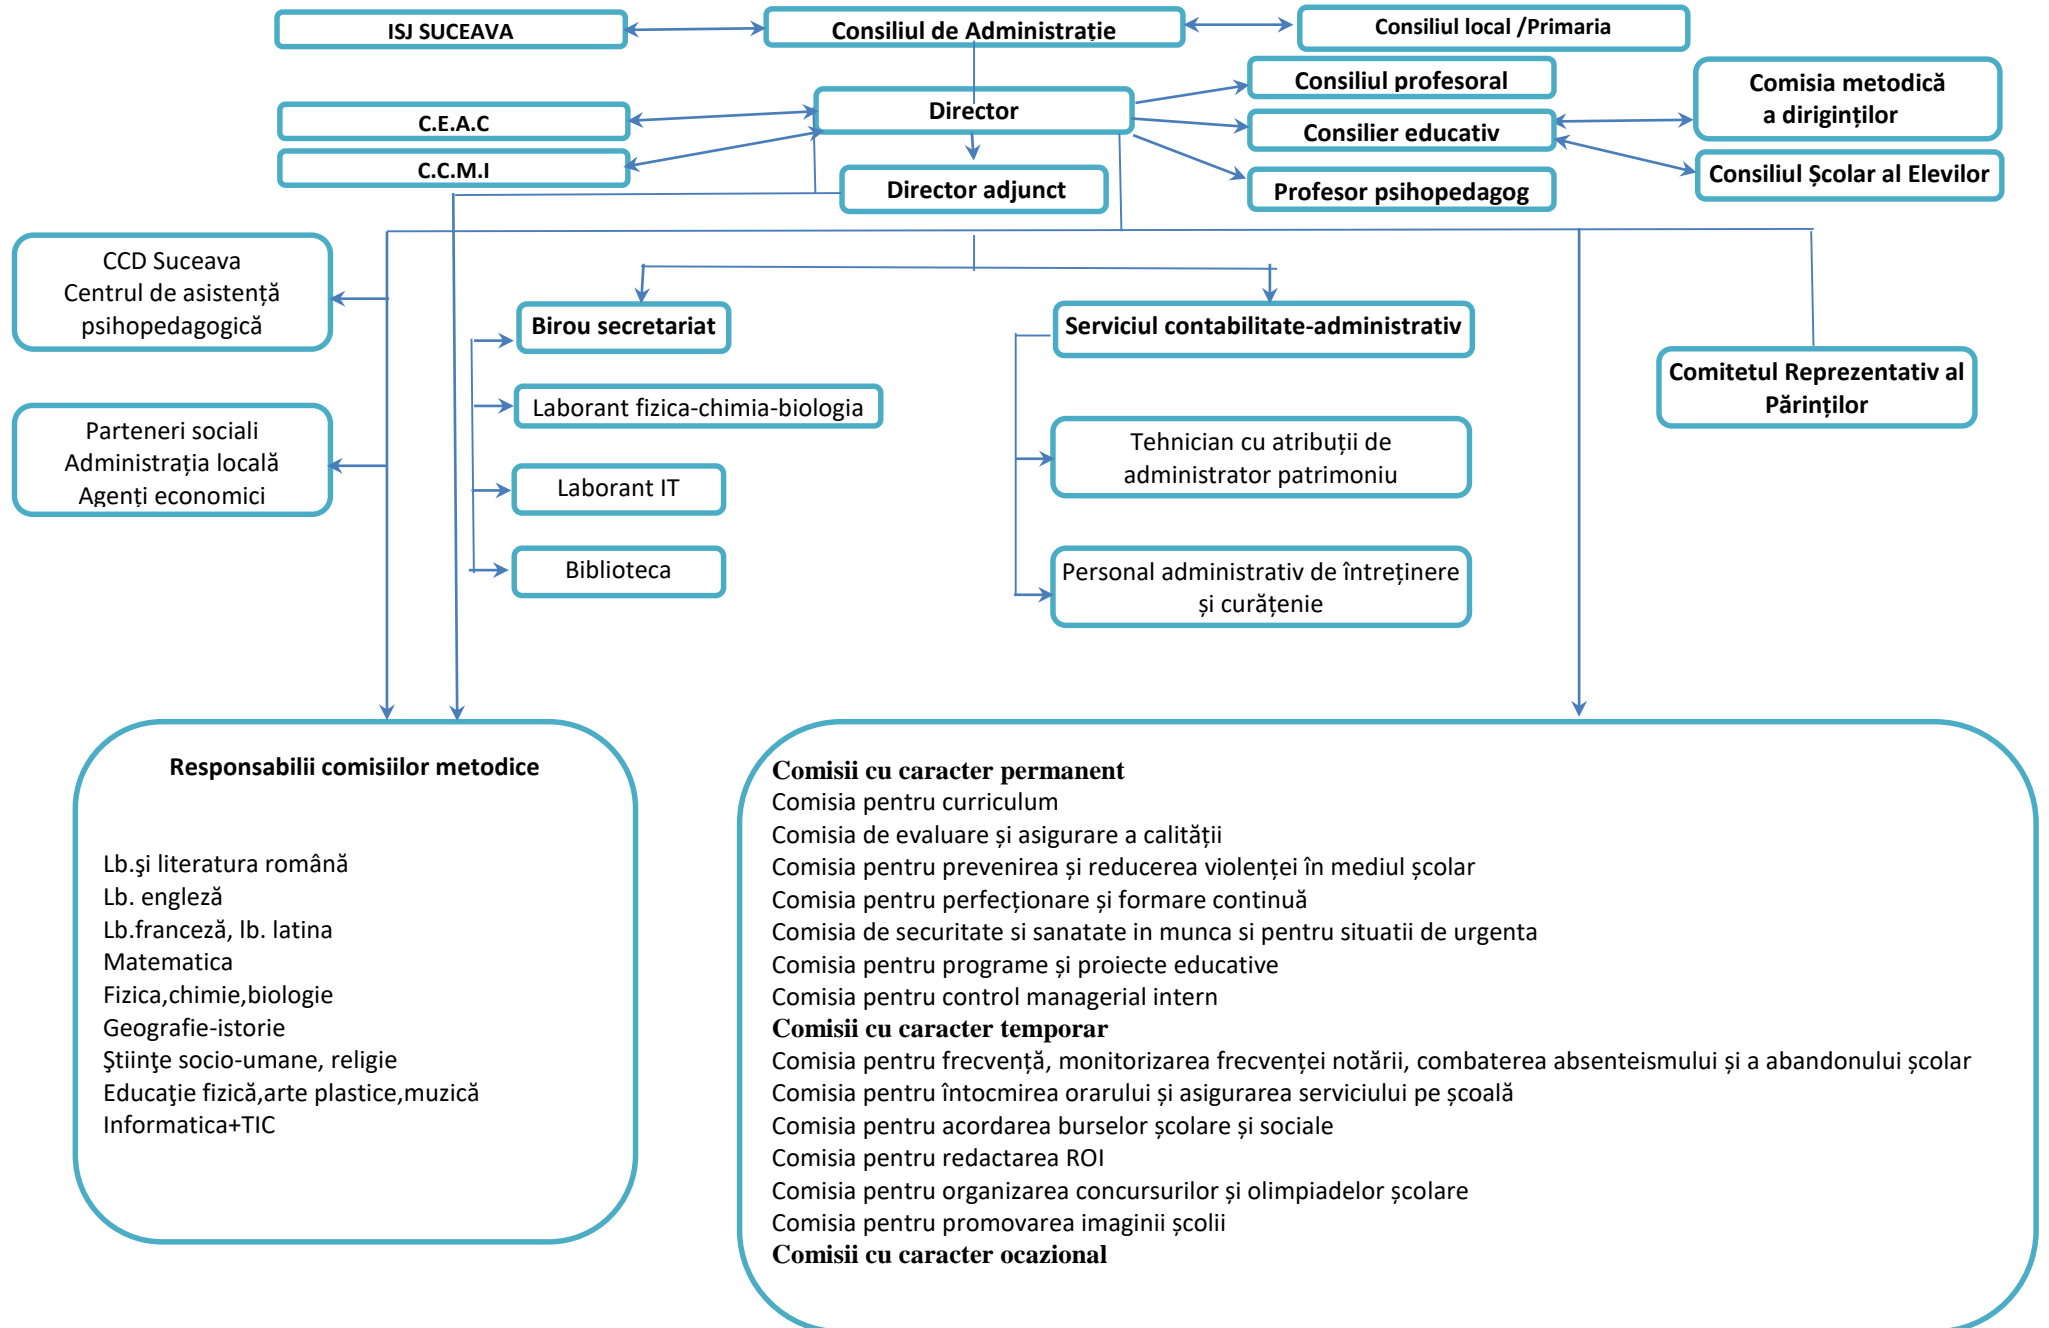 ISJ SUCEAVA
Consiliul de Administrație
Consiliul local /Primaria
Consiliul profesoral
Comisia metodică
a diriginților
Director
C.E.A.C
Consilier educativ
C.C.M.I
Consiliul Școlar al Elevilor
Director adjunct
Profesor psihopedagog
CCD Suceava
Centrul de asistență
psihopedagogică
Birou secretariat
Serviciul contabilitate-administrativ
Comitetul Reprezentativ al
Părinților
Laborant fizica-chimia-biologia
Parteneri sociali
Administrația locală
Agenți economici
Tehnician cu atribuții de
administrator patrimoniu
Laborant IT
Biblioteca
Personal administrativ de întreținere
și curățenie
Responsabilii comisiilor metodice
Lb.şi literatura română
Lb. engleză
Lb.franceză, lb. latina
Matematica
Fizica,chimie,biologie
Geografie-istorie
Ştiinţe socio-umane, religie
Educaţie fizică,arte plastice,muzică
Informatica+TIC
Comisii cu caracter permanent
Comisia pentru curriculum
Comisia de evaluare și asigurare a calității
Comisia pentru prevenirea și reducerea violenței în mediul școlar
Comisia pentru perfecționare și formare continuă
Comisia de securitate si sanatate in munca si pentru situatii de urgenta
Comisia pentru programe și proiecte educative
Comisia pentru control managerial intern
Comisii cu caracter temporar
Comisia pentru frecvență, monitorizarea frecvenței notării, combaterea absenteismului și a abandonului școlar
Comisia pentru întocmirea orarului și asigurarea serviciului pe școală
Comisia pentru acordarea burselor școlare și sociale
Comisia pentru redactarea ROI
Comisia pentru organizarea concursurilor și olimpiadelor școlare
Comisia pentru promovarea imaginii școlii
Comisii cu caracter ocazional